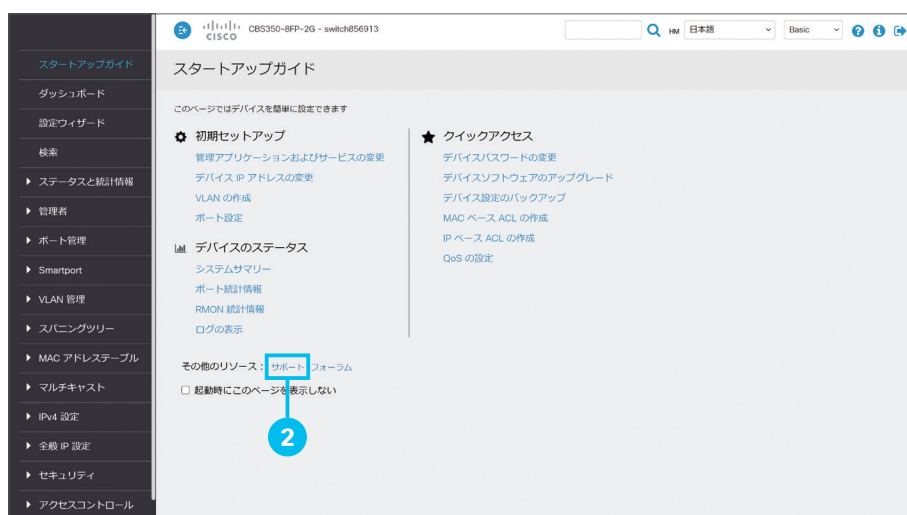 CISCO CBS350-8FP-2G - switch856913 HM 日本語 Basic
スタートアップガイド
ダッシュボード
設定ウィザード
検索
ステータスと統計情報
管理者
ポート管理
Smartport
VLAN 管理
スパニングツリー
MAC アドレステーブル
マルチキャスト
IPv4 設定
全般 IP 設定
セキュリティ
アクセスコントロール
スタートアップガイド
このページではデバイスを簡単に設定できます
初期セットアップ
管理アプリケーションおよびサービスの変更
デバイス IP アドレスの変更
VLAN の作成
ポート設定
デバイスのステータス
システムサマリー
ポート統計情報
RMON 統計情報
ログの表示
クイックアクセス
デバイスパスワードの変更
デバイスソフトウェアのアップグレード
デバイス設定のバックアップ
MAC ベース ACL の作成
IP ベース ACL の作成
QoS の設定
その他のリソース： サポート フォーラム
起動時にこのページを表示しない
2